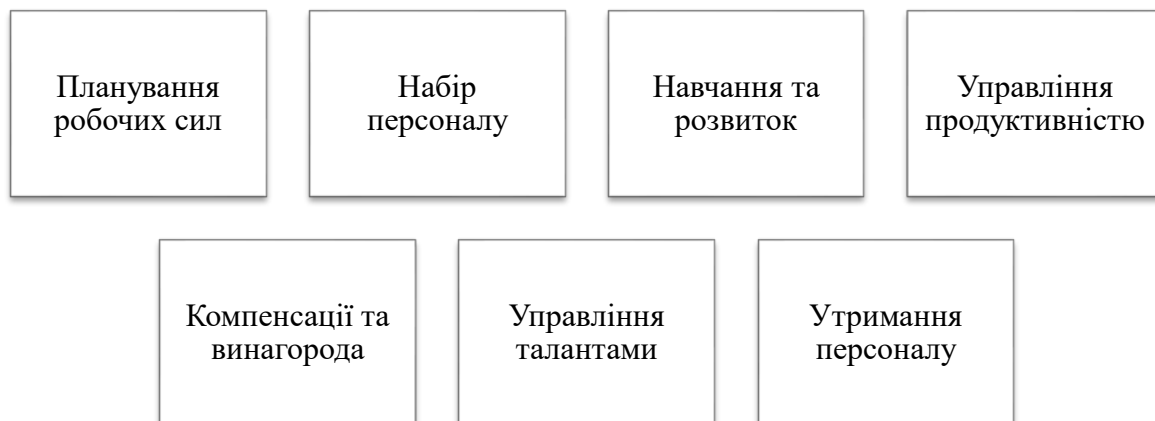 Планування
робочих сил
Набір
персоналу
Навчання та
розвиток
Управління
продуктивністю
Компенсації та
винагорода
Управління
талантами
Утримання
персоналу